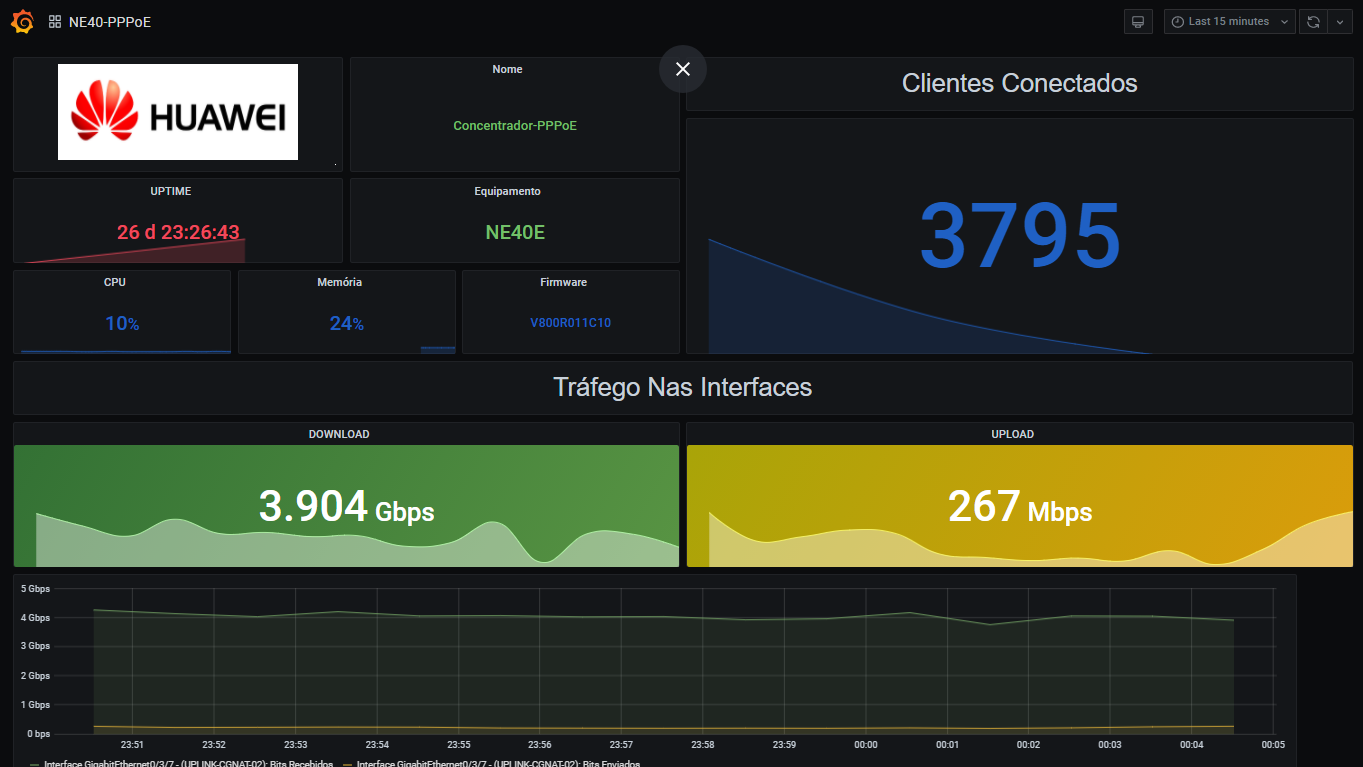 NE40-PPPoE
Last 15 minutes
HUAWEI
Nome
Concentrador-PPPoE
Clientes Conectados
3795
UPTIME
26 d 23:26:43
Equipamento
NE40E
CPU
10%
Memória
24%
Firmware
V800R011C10
Tráfego Nas Interfaces
DOWNLOAD
3.904 Gbps
UPLOAD
267 Mbps
5 Gbps
4 Gbps
3 Gbps
2 Gbps
1 Gbps
0 bps
23:51 23:52 23:53 23:54 23:55 23:56 23:57 23:58 23:59 00:00 00:01 00:02 00:03 00:04 00:05
Interface GigabitEthernet0/3/7 - (UPLINK-CGNAT-02): Bits Recebidos Interface GigabitEthernet0/3/7 - (UPLINK-CGNAT-02): Bits Enviados